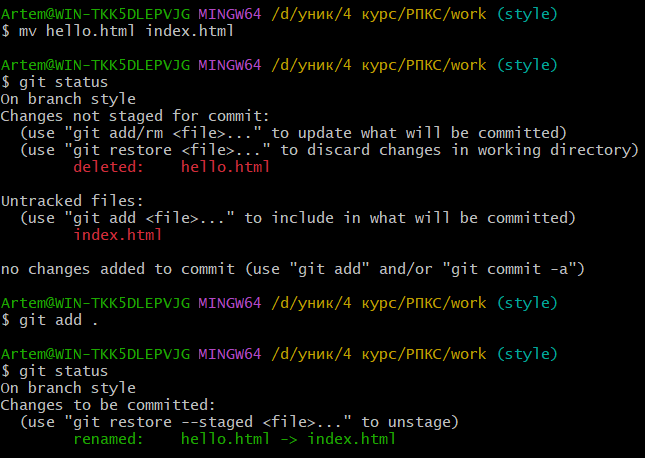 Artem@WIN-TKK5DLEPVJG MINGW64 /d/уник/4 курс/РПКС/work (style)
$ mv hello.html index.html
Artem@WIN-TKK5DLEPVJG MINGW64 /d/уник/4 курс/РПКС/work (style)
$ git status
On branch style
Changes not staged for commit:
  (use "git add/rm <file>..." to update what will be committed)
  (use "git restore <file>..." to discard changes in working directory)
        deleted:    hello.html
Untracked files:
  (use "git add <file>..." to include in what will be committed)
        index.html
no changes added to commit (use "git add" and/or "git commit -a")
Artem@WIN-TKK5DLEPVJG MINGW64 /d/уник/4 курс/РПКС/work (style)
$ git add .
Artem@WIN-TKK5DLEPVJG MINGW64 /d/уник/4 курс/РПКС/work (style)
$ git status
On branch style
Changes to be committed:
  (use "git restore --staged <file>..." to unstage)
        renamed:    hello.html -> index.html